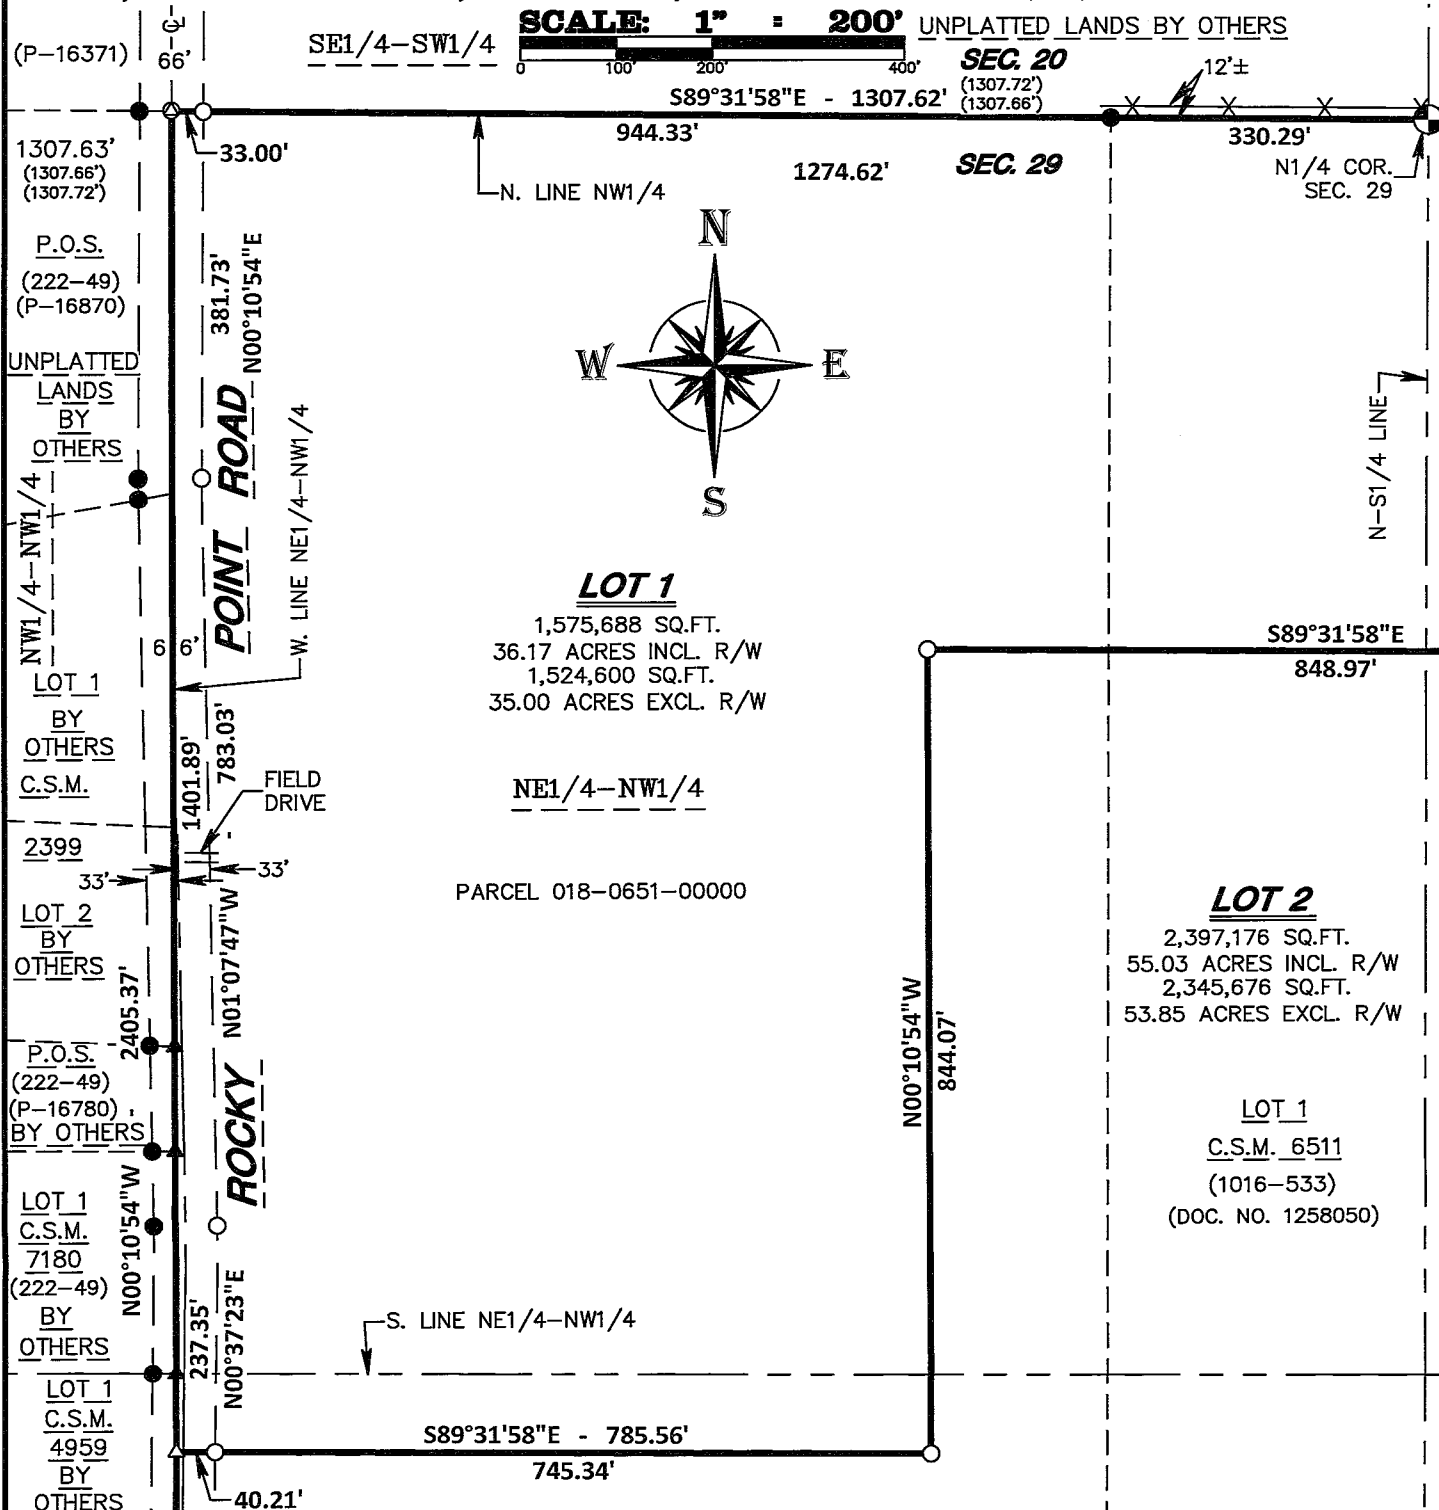 SCALE: 1" = 200'
0 100' 200' 400'
SE1/4-SW1/4
UNPLATTED LANDS BY OTHERS
SEC. 20
(P-16371)
℄
66'
S89°31'58"E - 1307.62'
(1307.72')
(1307.66')
12'±
944.33'
330.29'
33.00'
1274.62'
SEC. 29
N. LINE NW1/4
N1/4 COR.
SEC. 29
1307.63'
(1307.66')
(1307.72')
P.O.S.
(222-49)
(P-16870)
UNPLATTED
LANDS
BY
OTHERS
NW1/4-NW1/4
381.73'
N00°10'54"E
N
W
E
S
W. LINE NE1/4-NW1/4
N-S1/4 LINE
ROCKY POINT ROAD
66'
LOT 1
1,575,688 SQ.FT.
36.17 ACRES INCL. R/W
1,524,600 SQ.FT.
35.00 ACRES EXCL. R/W
S89°31'58"E
848.97'
LOT 1
BY
OTHERS
C.S.M.
2399
783.03'
1401.89'
FIELD
DRIVE
NE1/4-NW1/4
33'
33'
PARCEL 018-0651-00000
LOT 2
BY
OTHERS
2405.37'
N01°07'47"W
N00°10'54"W
844.07'
LOT 2
2,397,176 SQ.FT.
55.03 ACRES INCL. R/W
2,345,676 SQ.FT.
53.85 ACRES EXCL. R/W
P.O.S.
(222-49)
(P-16780)
BY OTHERS
LOT 1
C.S.M. 6511
(1016-533)
(DOC. NO. 1258050)
LOT 1
C.S.M.
7180
(222-49)
BY
OTHERS
N00°10'54"W
237.35'
N00°37'23"E
S. LINE NE1/4-NW1/4
LOT 1
C.S.M.
4959
BY
OTHERS
S89°31'58"E - 785.56'
745.34'
40.21'